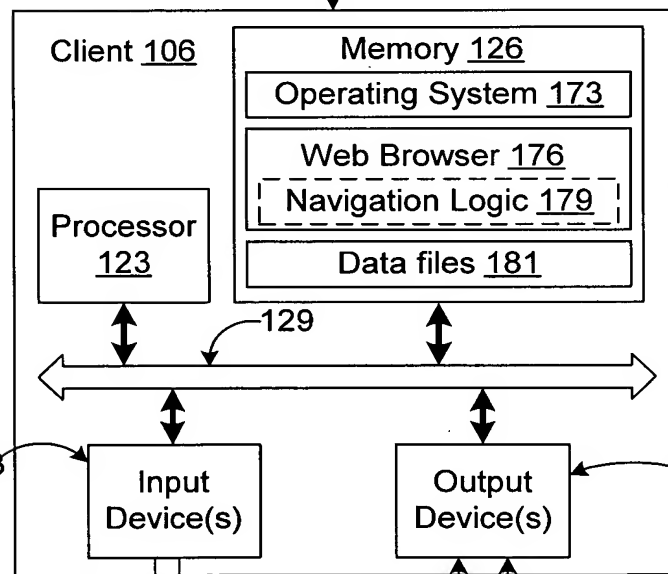 Client 106
Memory 126
Operating System 173
Web Browser 176
Navigation Logic 179
Data files 181
Processor
123
129
Input
Device(s)
Output
Device(s)